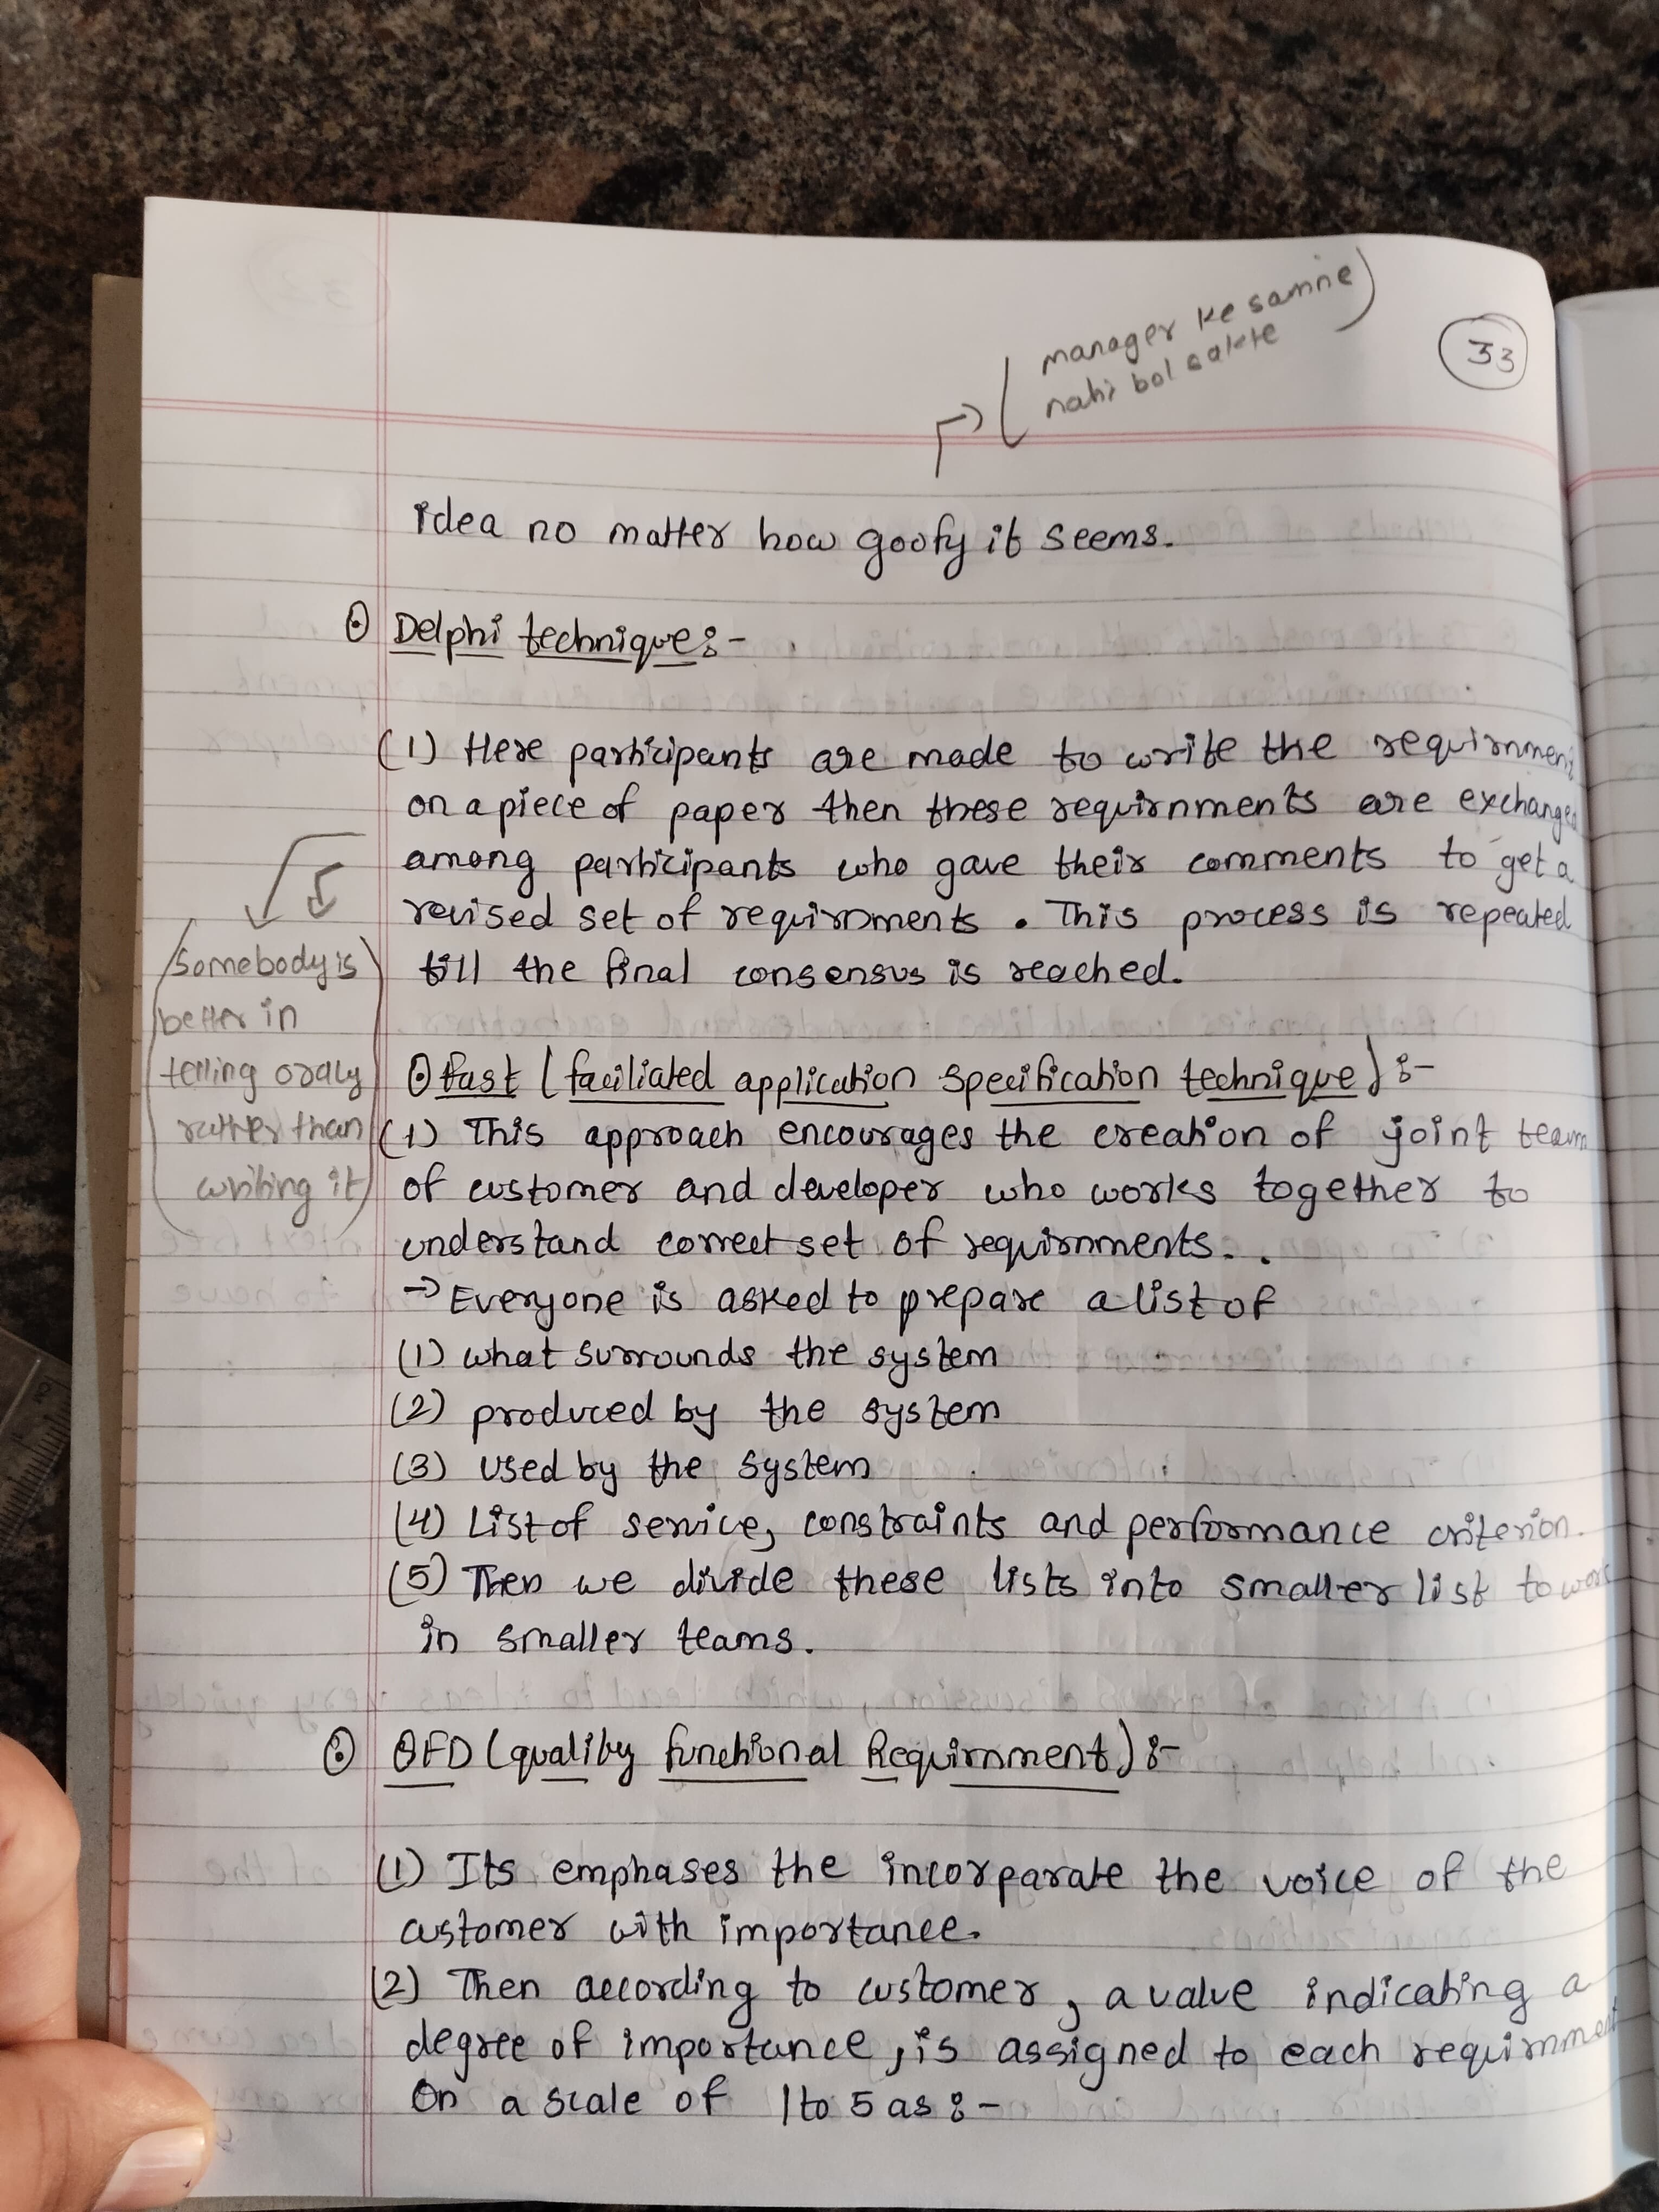 (manager ke samne)
nahi bol sakte
33
idea no matter how goofy it seems.
Delphi technique:-
(1) Here participants are made to write the requirnment
on a piece of paper then these requirnments are exchanged
among participants who gave their comments to get a
revised set of requirnments. This process is repeated
till the final consensus is reached.
(Somebody is
better in
telling oraly
rather than
writing it)
fast (faciliated application specification technique):-
(1) This approach encourages the creation of joint team
of customer and developer who works together to
understand correct set of requirnments.
→ Everyone is asked to prepare a list of
(1) what surrounds the system
(2) produced by the system
(3) used by the system
(4) List of service, constraints and performance criterion.
(5) Then we divide these lists into smaller list to work
in smaller teams.
QFD (quality functional Requirnment):-
(1) Its emphases the incorparate the voice of the
customer with importance.
(2) Then according to customer, a value indicating a
degree of importance, is assigned to each requirnment
on a scale of 1 to 5 as:-